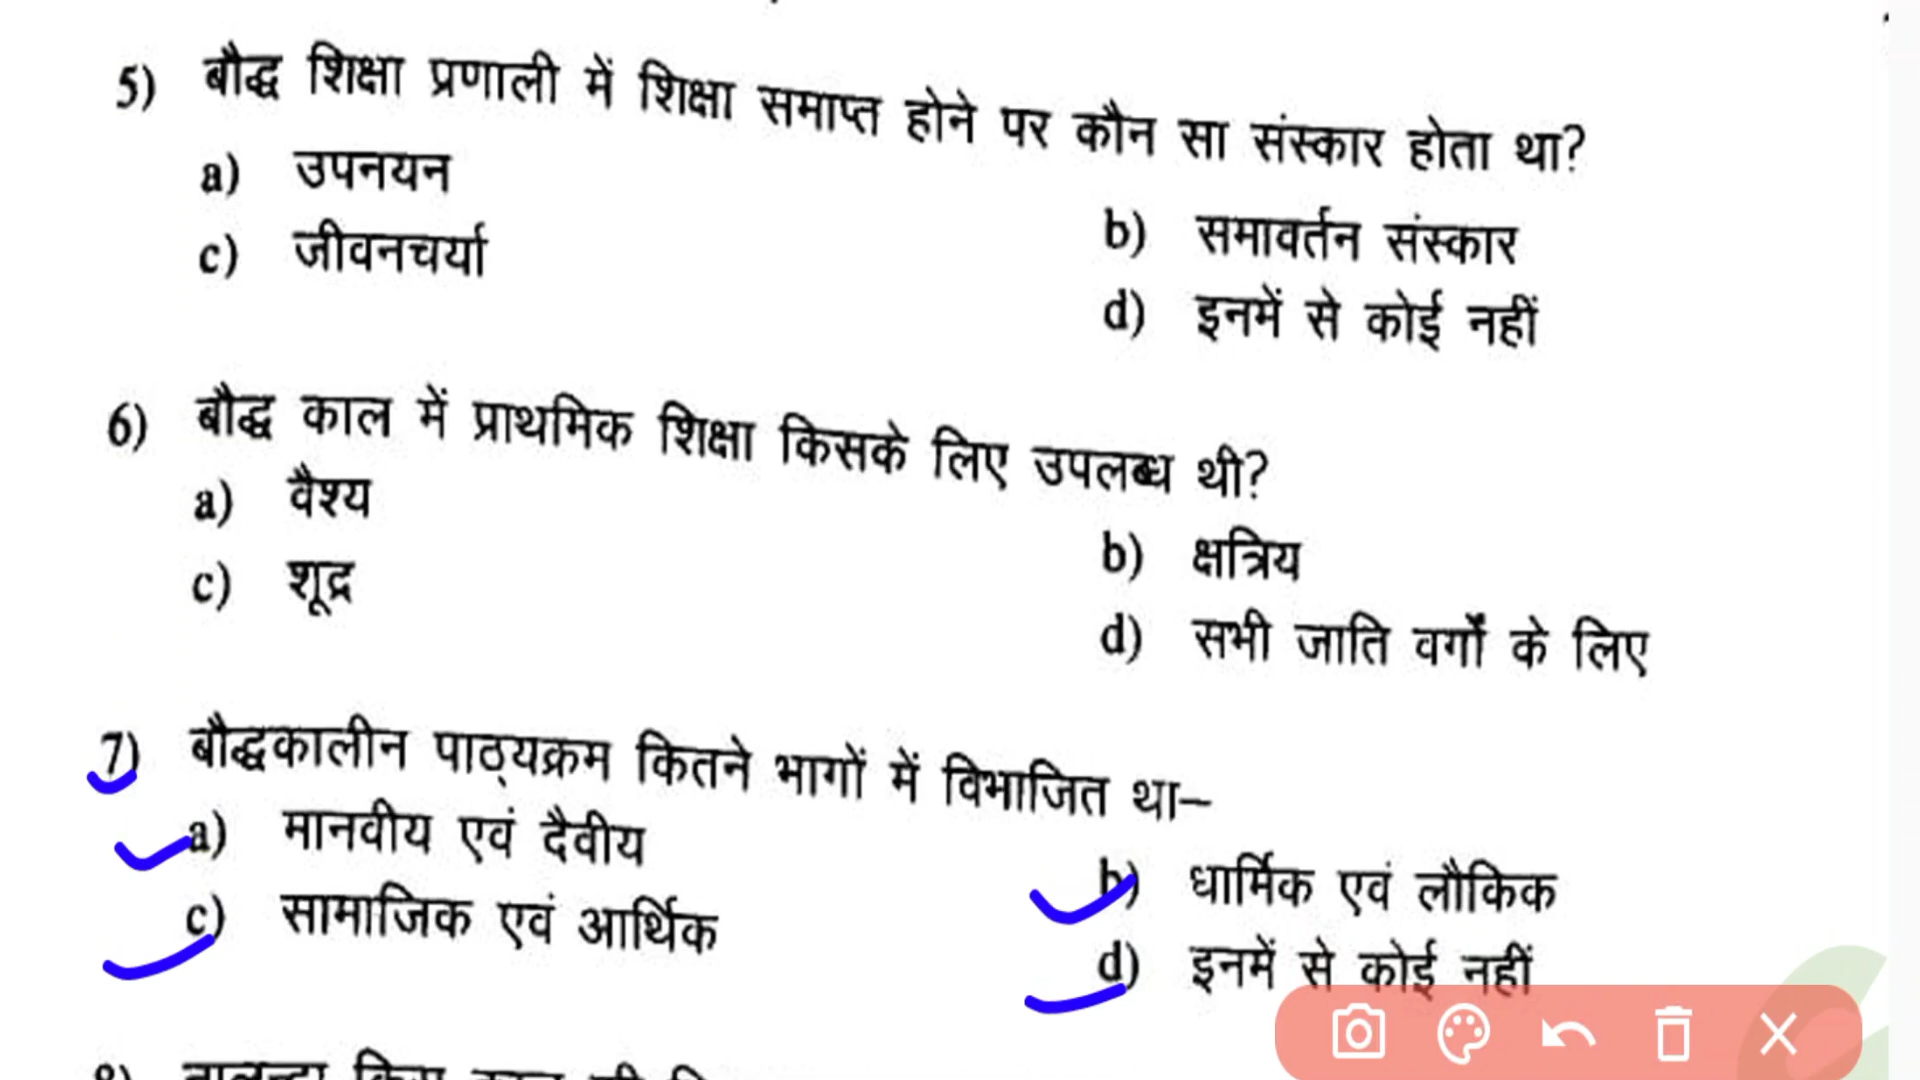 5) बौद्ध शिक्षा प्रणाली में शिक्षा समाप्त होने पर कौन सा संस्कार होता था?
a) उपनयन
b) समावर्तन संस्कार
c) जीवनचर्या
d) इनमें से कोई नहीं
6) बौद्ध काल में प्राथमिक शिक्षा किसके लिए उपलब्ध थी?
a) वैश्य
b) क्षत्रिय
c) शूद्र
d) सभी जाति वर्गों के लिए
7) बौद्धकालीन पाठ्यक्रम कितने भागों में विभाजित था–
a) मानवीय एवं दैवीय
b) धार्मिक एवं लौकिक
c) सामाजिक एवं आर्थिक
d) इनमें से कोई नहीं